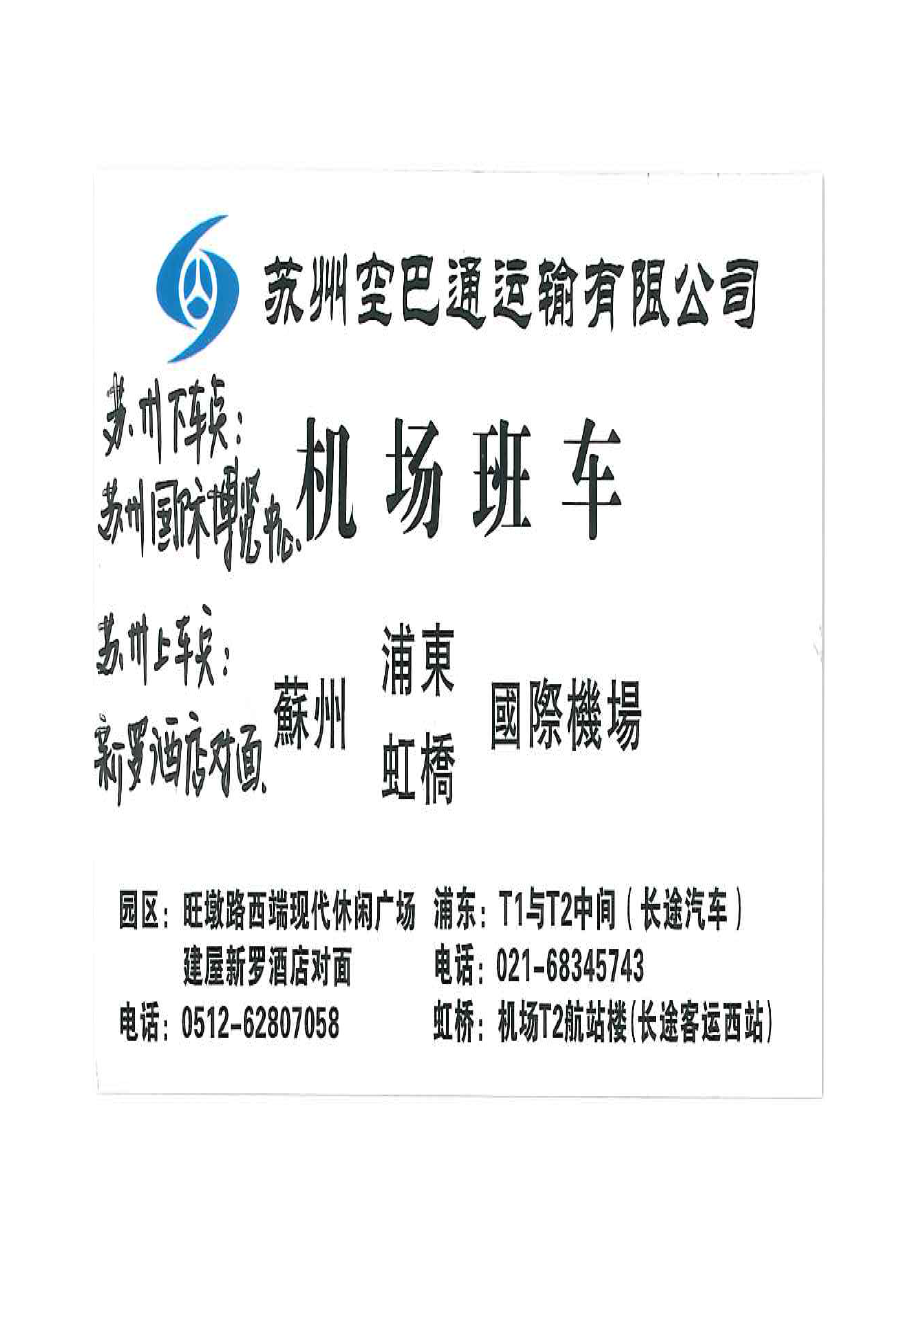 苏州空巴通运输有限公司
苏州下车点:
机场班车
苏州国际博览中心.
苏州上车点:
浦東
蘇州
國際機場
虹橋
新罗酒店对面.
园区: 旺墩路西端现代休闲广场
建屋新罗酒店对面
电话: 0512-62807058
浦东: T1与T2中间(长途汽车)
电话: 021-68345743
虹桥: 机场T2航站楼(长途客运西站)